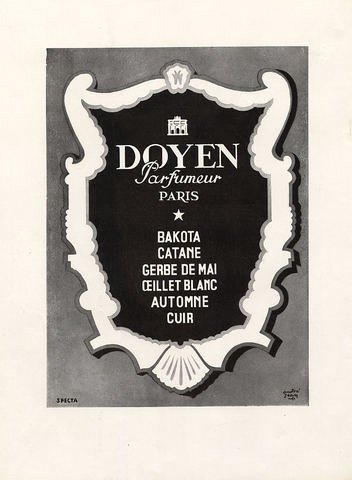 DOYEN
Parfumeur
PARIS
BAKOTA
CATANE
GERBE DE MAI
ŒILLET BLANC
AUTOMNE
CUIR
SPECTA